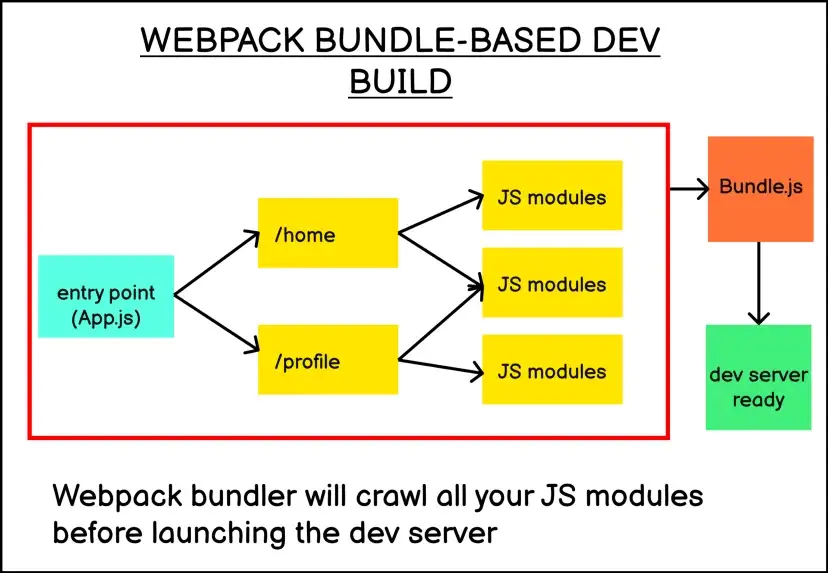 WEBPACK BUNDLE-BASED DEV
BUILD
entry point
(App.js)
/home
/profile
JS modules
JS modules
JS modules
Bundle.js
dev server
ready
Webpack bundler will crawl all your JS modules
before launching the dev server